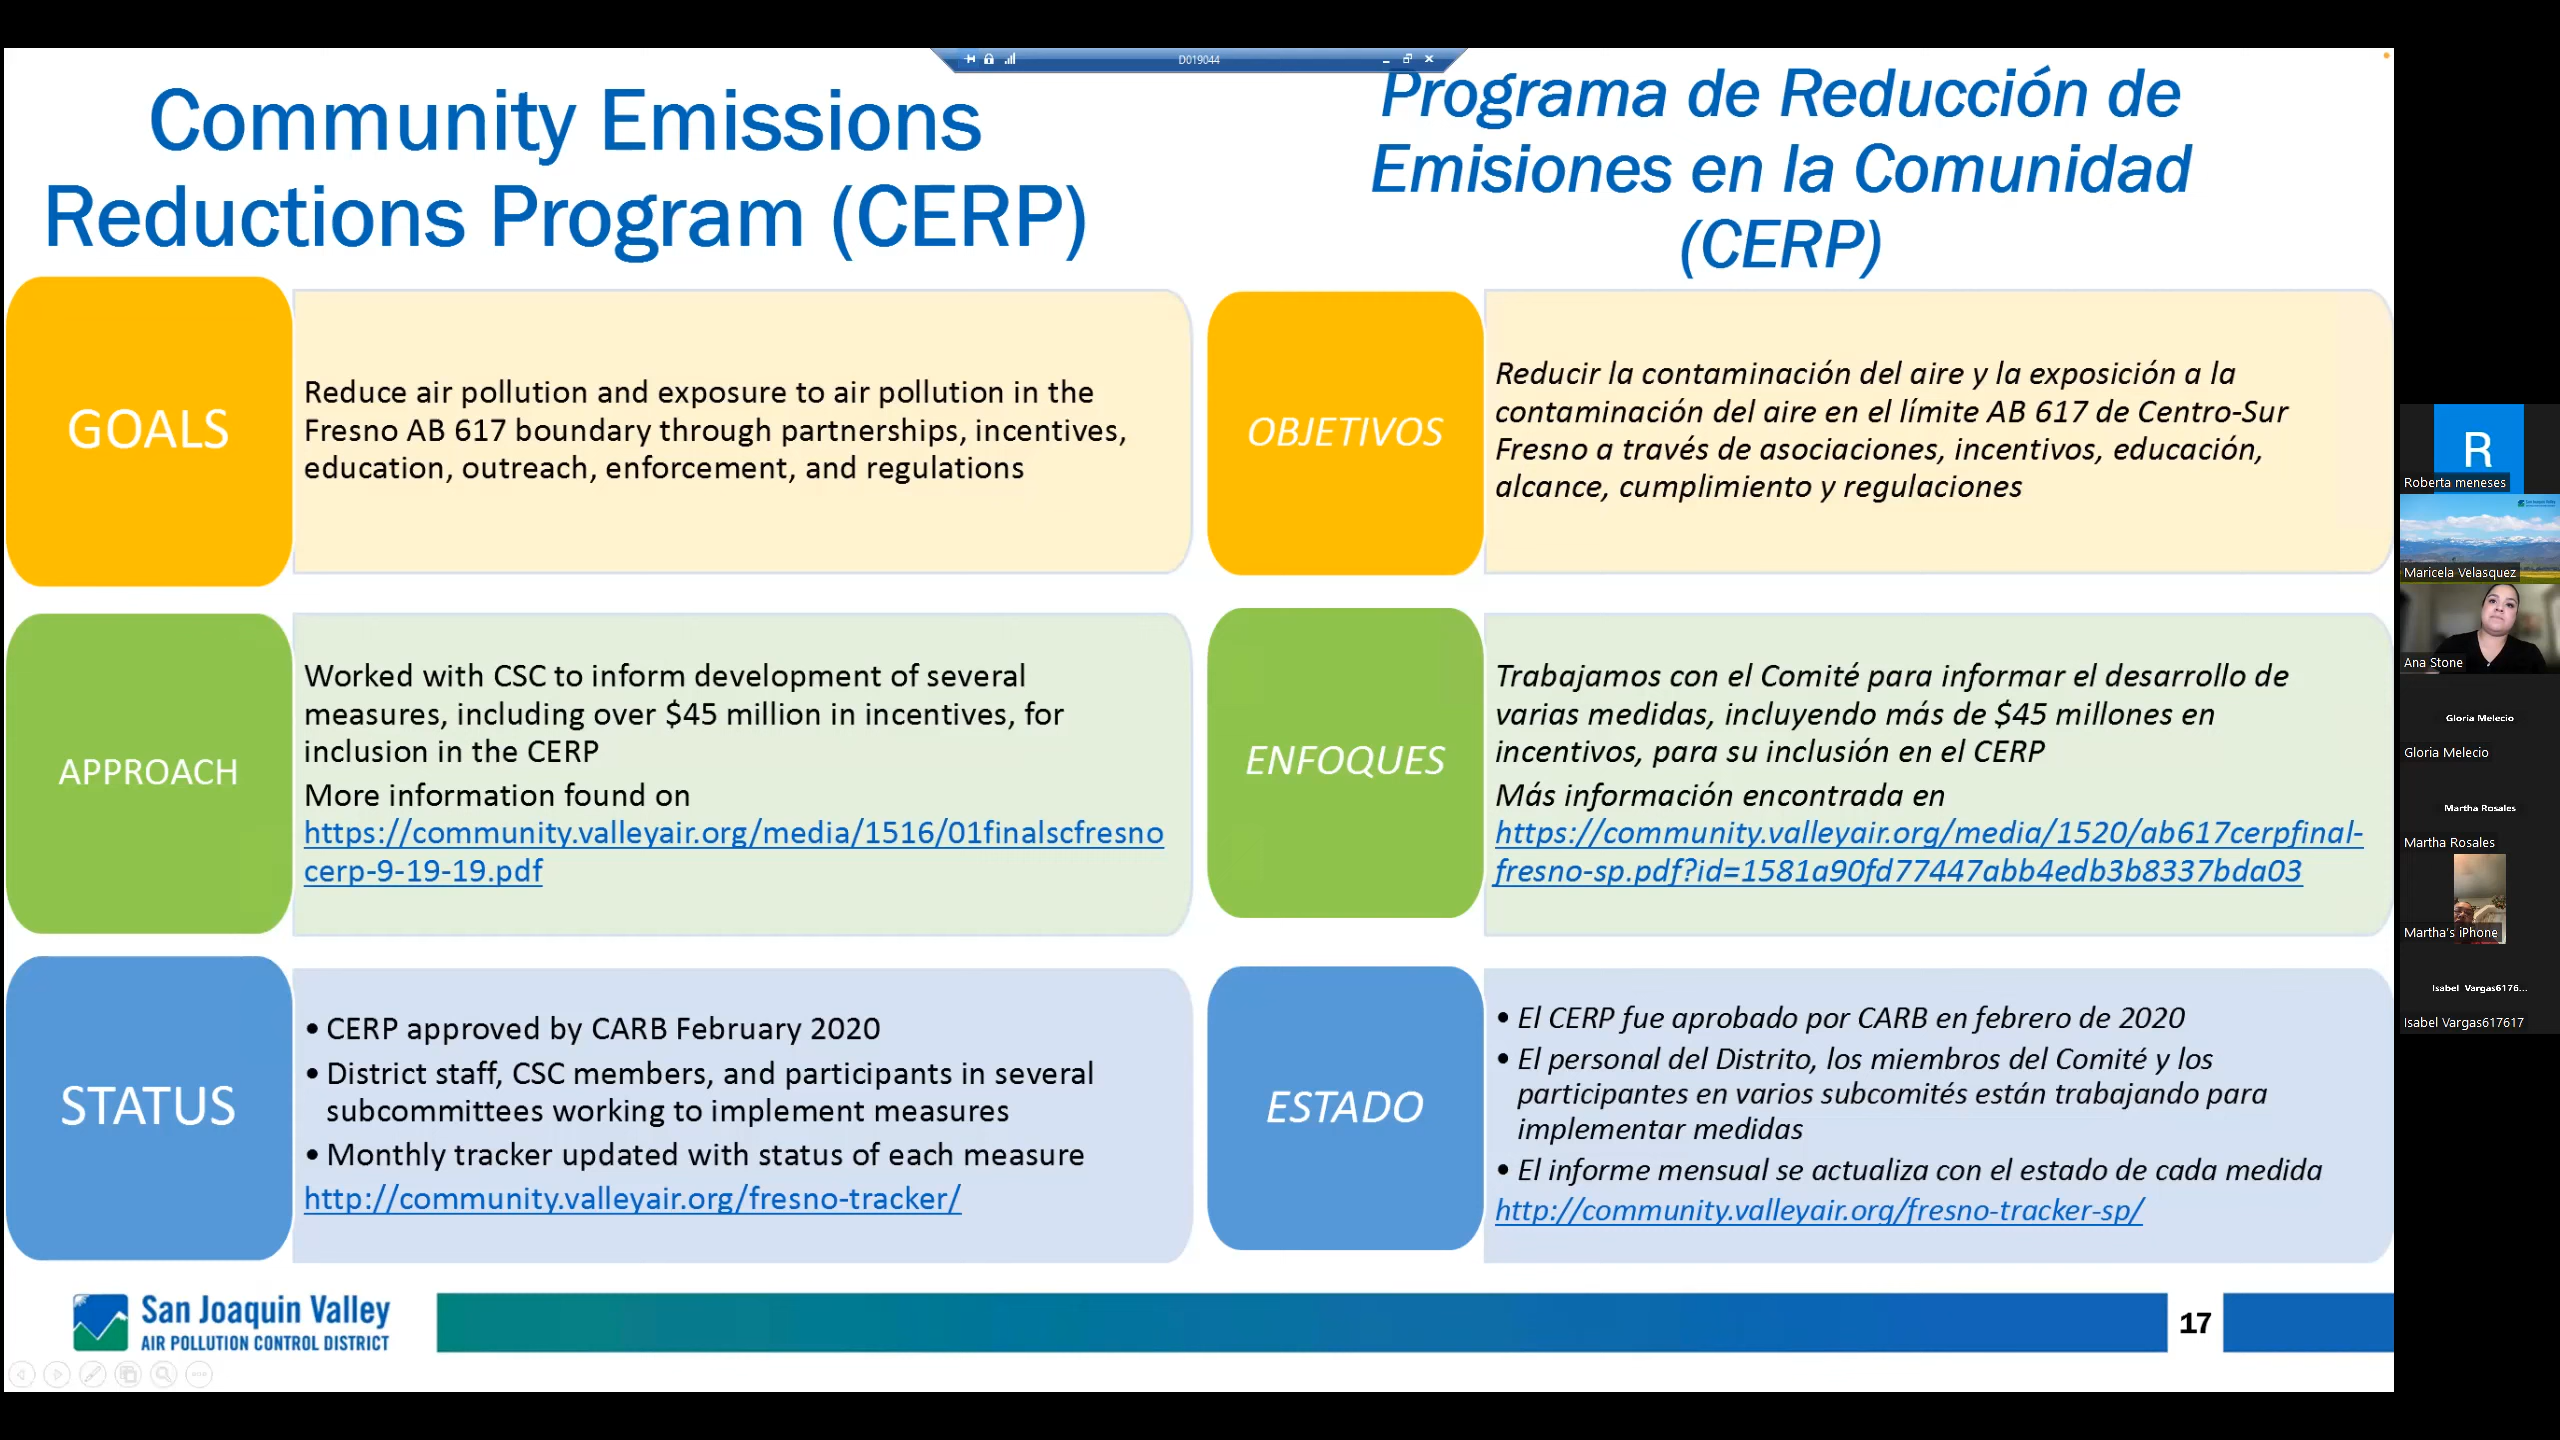 D019044
Community Emissions
Reductions Program (CERP)
Programa de Reducción de
Emisiones en la Comunidad
(CERP)
GOALS
Reduce air pollution and exposure to air pollution in the
Fresno AB 617 boundary through partnerships, incentives,
education, outreach, enforcement, and regulations
OBJETIVOS
Reducir la contaminación del aire y la exposición a la
contaminación del aire en el límite AB 617 de Centro-Sur
Fresno a través de asociaciones, incentivos, educación,
alcance, cumplimiento y regulaciones
APPROACH
Worked with CSC to inform development of several
measures, including over $45 million in incentives, for
inclusion in the CERP
More information found on
https://community.valleyair.org/media/1516/01finalscfresno
cerp-9-19-19.pdf
ENFOQUES
Trabajamos con el Comité para informar el desarrollo de
varias medidas, incluyendo más de $45 millones en
incentivos, para su inclusión en el CERP
Más información encontrada en
https://community.valleyair.org/media/1520/ab617cerpfinal-
fresno-sp.pdf?id=1581a90fd77447abb4edb3b8337bda03
STATUS
• CERP approved by CARB February 2020
• District staff, CSC members, and participants in several
subcommittees working to implement measures
• Monthly tracker updated with status of each measure
http://community.valleyair.org/fresno-tracker/
ESTADO
• El CERP fue aprobado por CARB en febrero de 2020
• El personal del Distrito, los miembros del Comité y los
participantes en varios subcomités están trabajando para
implementar medidas
• El informe mensual se actualiza con el estado de cada medida
http://community.valleyair.org/fresno-tracker-sp/
San Joaquin Valley
AIR POLLUTION CONTROL DISTRICT
17
R
Roberta meneses
Maricela Velasquez
Ana Stone
Gloria Melecio
Gloria Melecio
Martha Rosales
Martha Rosales
Martha's iPhone
Isabel Vargas6176...
Isabel Vargas617617